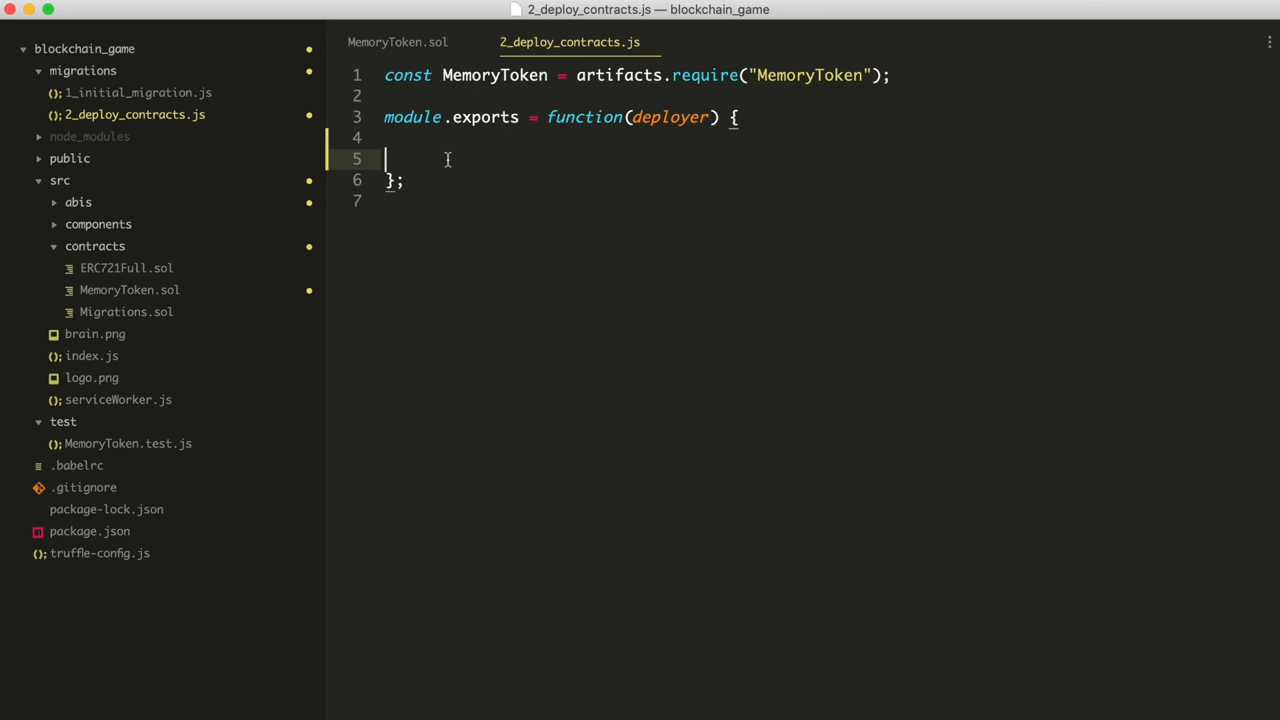 2_deploy_contracts.js — blockchain_game
blockchain_game
migrations
1_initial_migration.js
2_deploy_contracts.js
node_modules
public
src
abis
components
contracts
ERC721Full.sol
MemoryToken.sol
Migrations.sol
brain.png
index.js
logo.png
serviceWorker.js
test
MemoryToken.test.js
.babelrc
.gitignore
package-lock.json
package.json
truffle-config.js
MemoryToken.sol 2_deploy_contracts.js
1 const MemoryToken = artifacts.require("MemoryToken");
2
3 module.exports = function(deployer) {
4
5
6 };
7